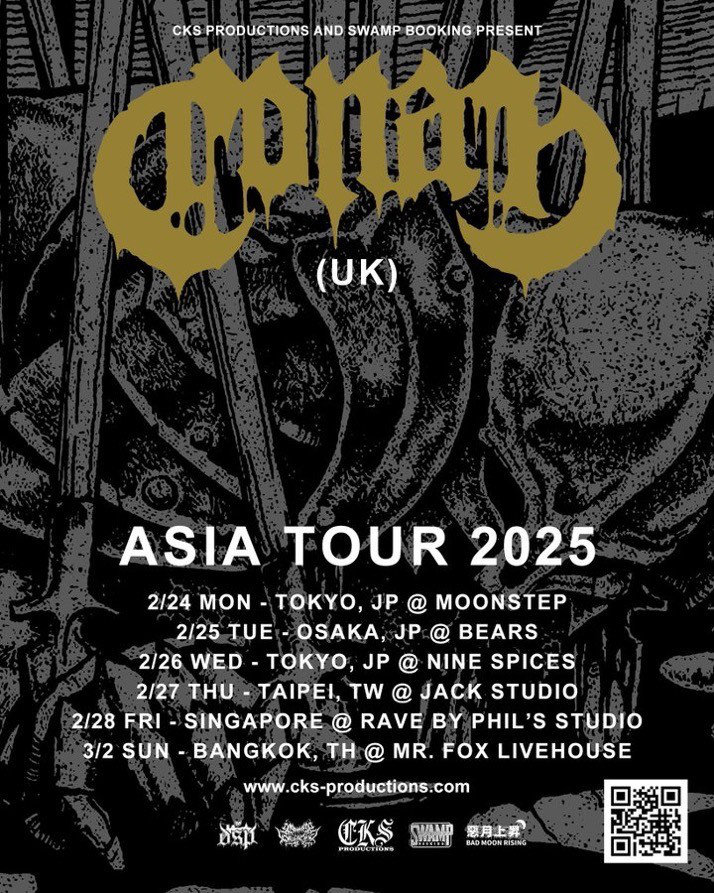 CKS PRODUCTIONS AND SWAMP BOOKING PRESENT
Conan
(UK)
ASIA TOUR 2025
2/24 MON - TOKYO, JP @ MOONSTEP
2/25 TUE - OSAKA, JP @ BEARS
2/26 WED - TOKYO, JP @ NINE SPICES
2/27 THU - TAIPEI, TW @ JACK STUDIO
2/28 FRI - SINGAPORE @ RAVE BY PHIL'S STUDIO
3/2 SUN - BANGKOK, TH @ MR. FOX LIVEHOUSE
www.cks-productions.com
CKS
PRODUCTIONS
SWAMP
BOOKING
惡月上昇
BAD MOON RISING